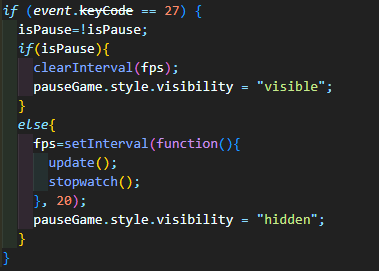 if (event.keyCode == 27) {
isPause=!isPause;
if(isPause){
clearInterval(fps);
pauseGame.style.visibility = "visible";
}
else{
fps=setInterval(function(){
update();
stopwatch();
}, 20);
pauseGame.style.visibility = "hidden";
}
}